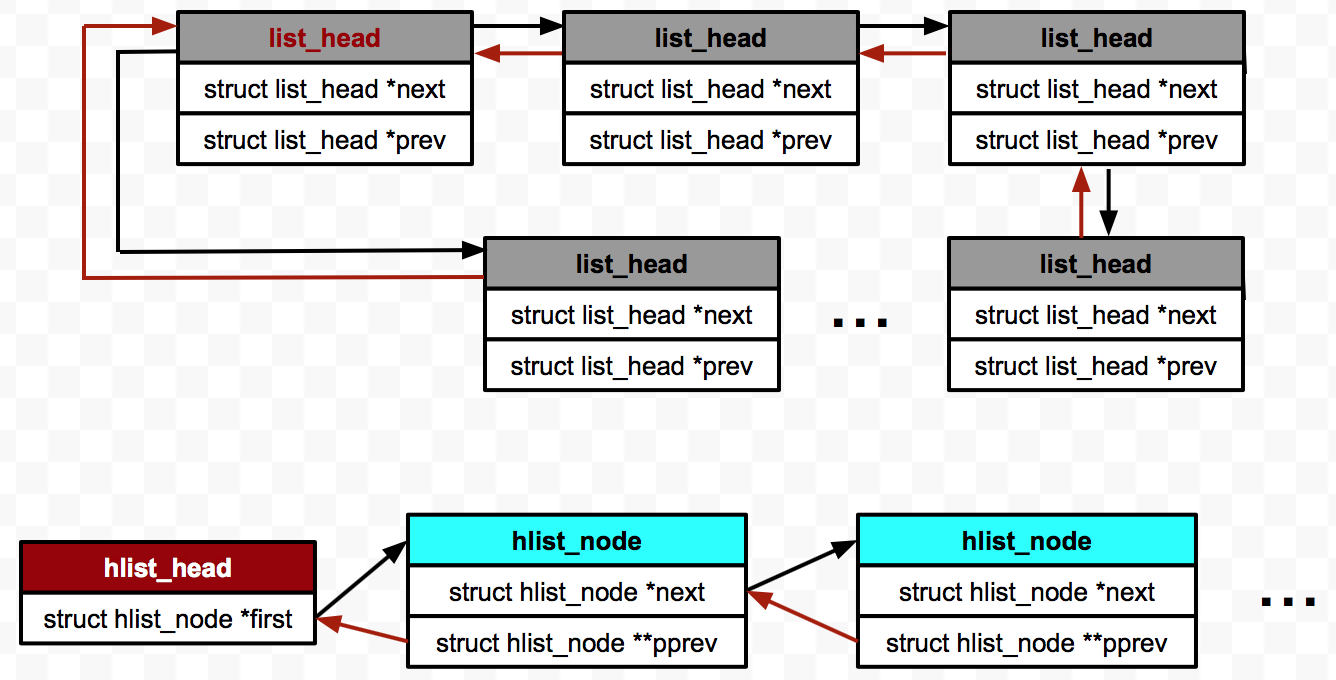 list_head
struct list_head *next
struct list_head *prev
list_head
struct list_head *next
struct list_head *prev
list_head
struct list_head *next
struct list_head *prev
list_head
struct list_head *next
struct list_head *prev
...
list_head
struct list_head *next
struct list_head *prev
hlist_head
struct hlist_node *first
hlist_node
struct hlist_node *next
struct hlist_node **pprev
hlist_node
struct hlist_node *next
struct hlist_node **pprev
...